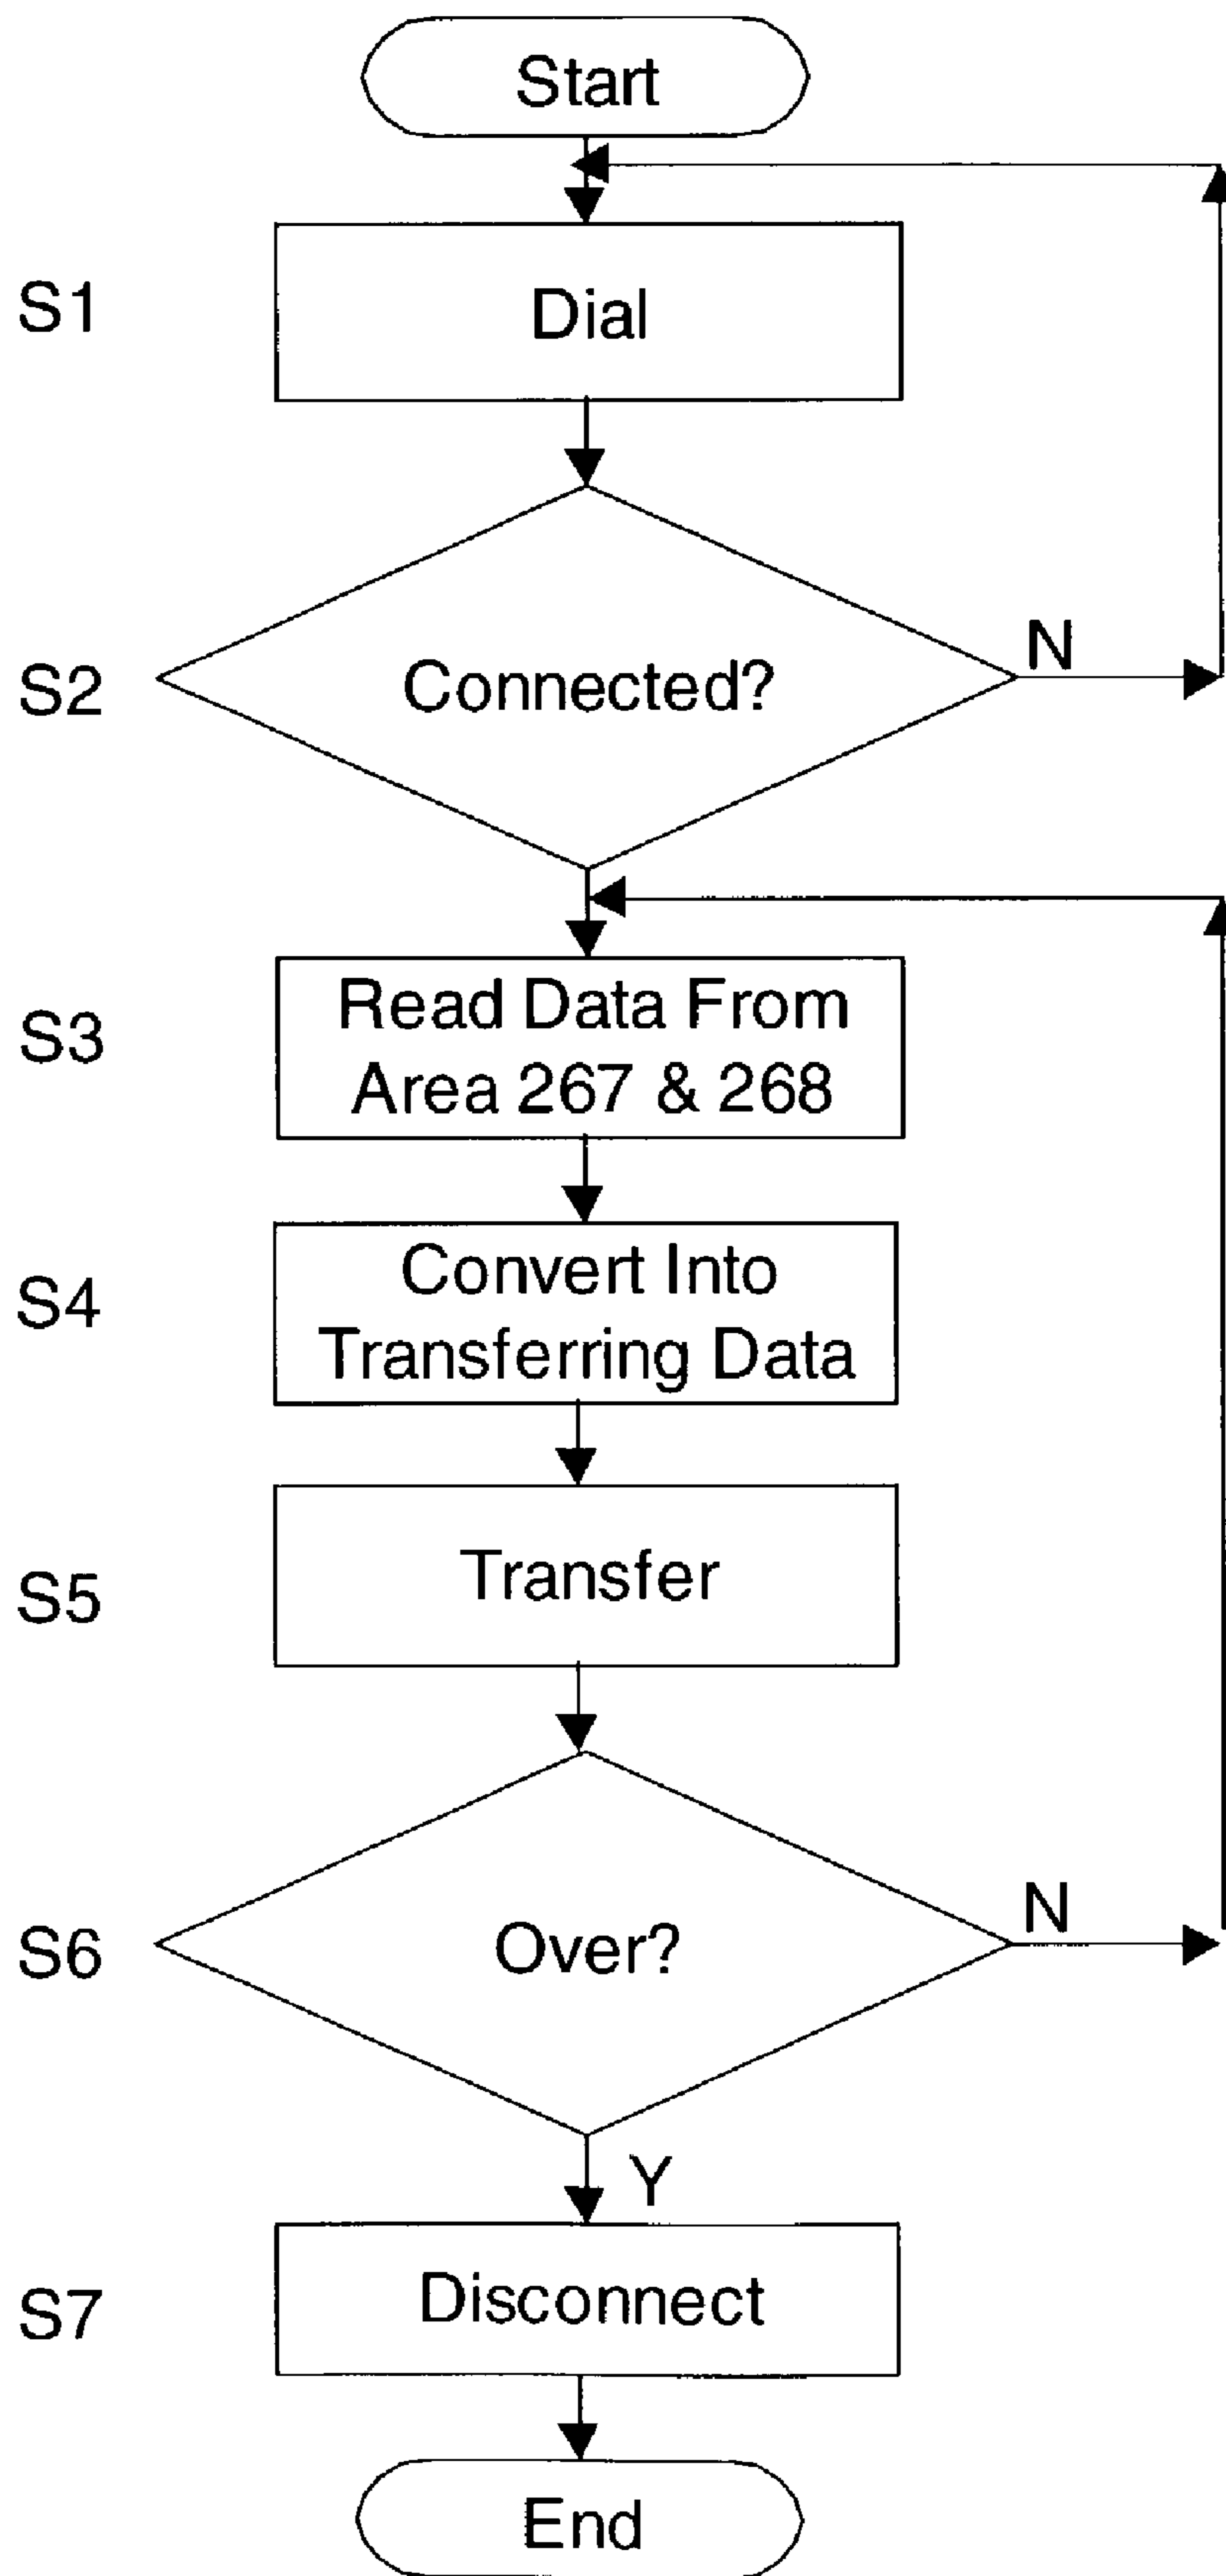 Start
S1
Dial
S2
Connected?
N
S3
Read Data From
Area 267 & 268
S4
Convert Into
Transferring Data
S5
Transfer
S6
Over?
N
Y
S7
Disconnect
End